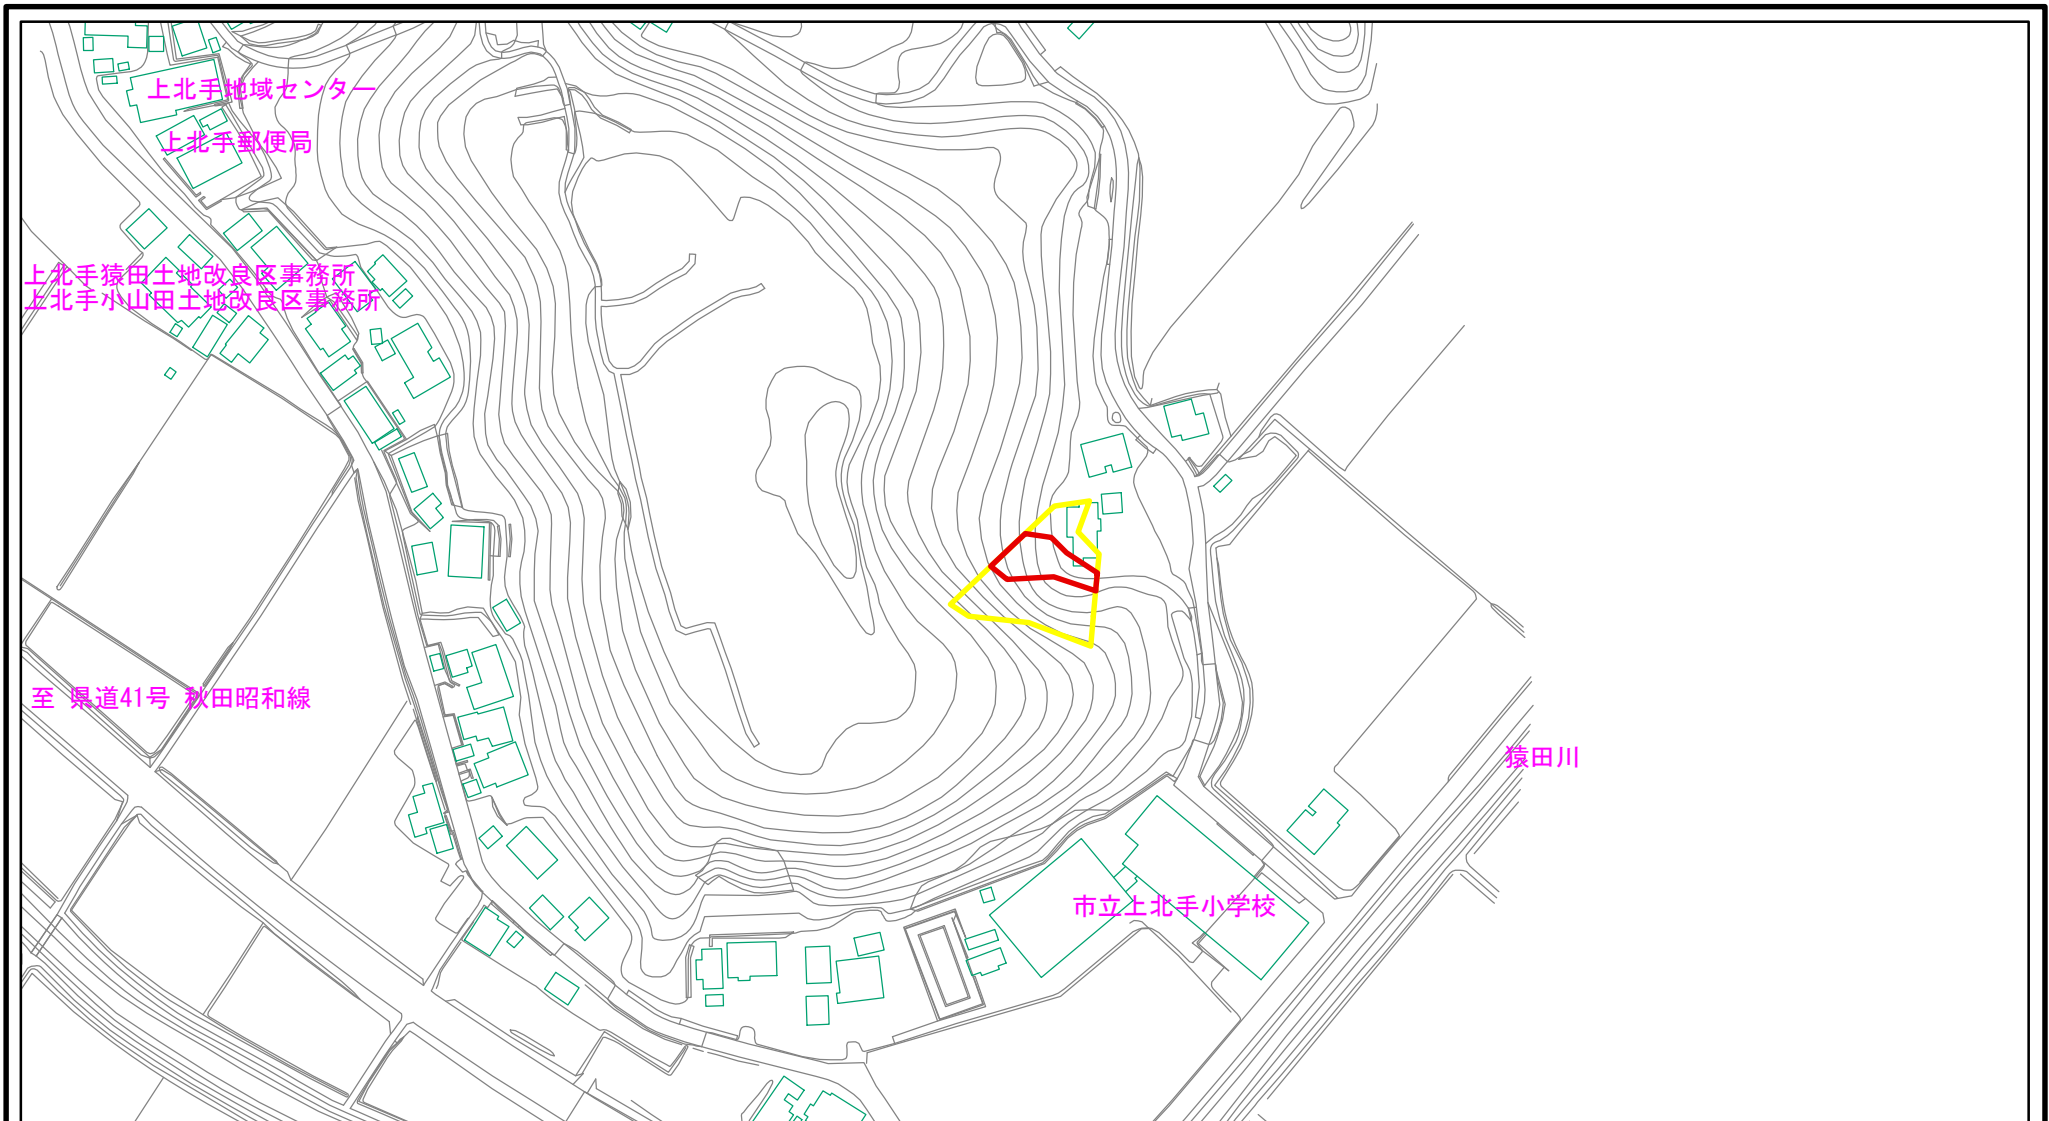 上北手地域センター
上北手郵便局
上北手猿田土地改良区事務所
上北手小山田土地改良区事務所
至 県道41号 秋田昭和線
猿田川
市立上北手小学校